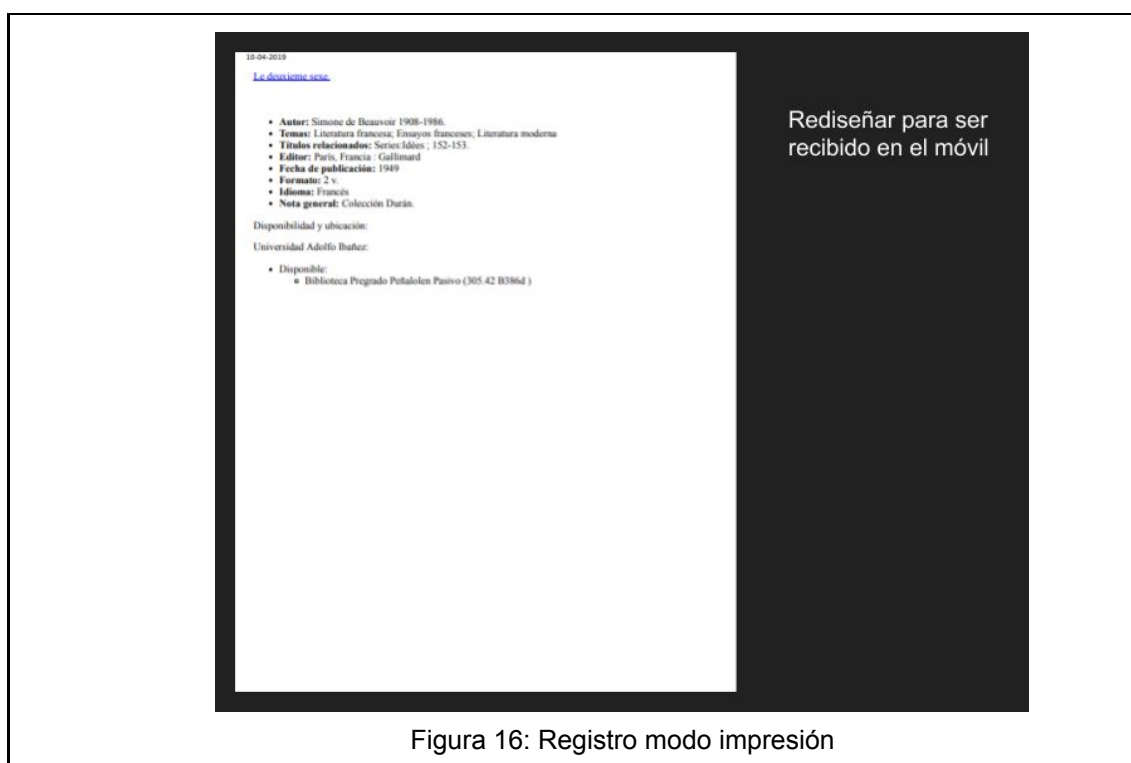 10-04-2019
Le deuxieme sexe.
• Autor: Simone de Beauvoir 1908-1986.
• Temas: Literatura francesa; Ensayos franceses; Literatura moderna
• Títulos relacionados: Series:Idées ; 152-153.
• Editor: Paris, Francia : Gallimard
• Fecha de publicación: 1949
• Formato: 2 v.
• Idioma: Francés
• Nota general: Colección Durán.
Disponibilidad y ubicación:
Universidad Adolfo Ibañez:
• Disponible:
Biblioteca Pregrado Peñalolen Pasivo (305.42 B386d )
Rediseñar para ser
recibido en el móvil
Figura 16: Registro modo impresión